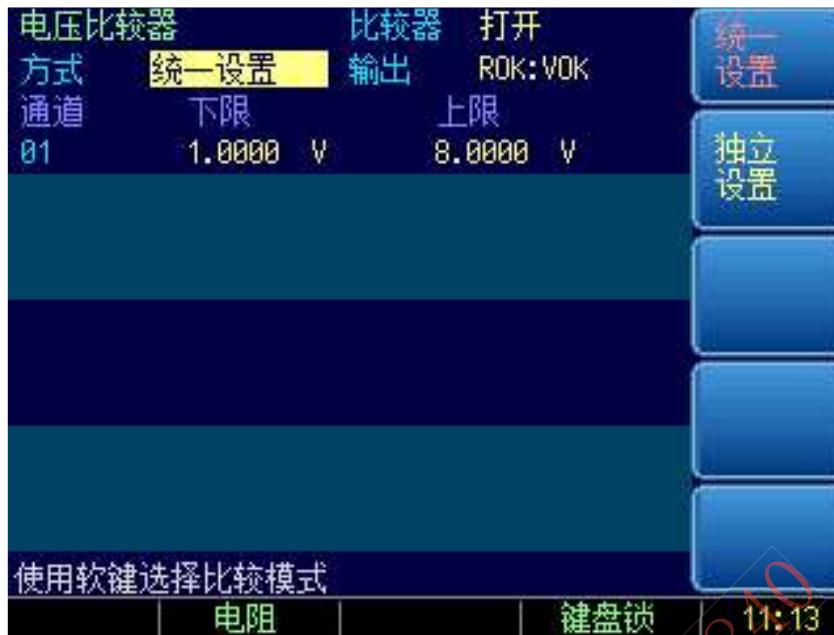 电压比较器 比较器 打开
方式 统一设置 输出 ROK:VOK
通道 下限 上限
01 1.0000 V 8.0000 V
统一
设置
独立
设置
使用软键选择比较模式
电阻 键盘锁 11:13